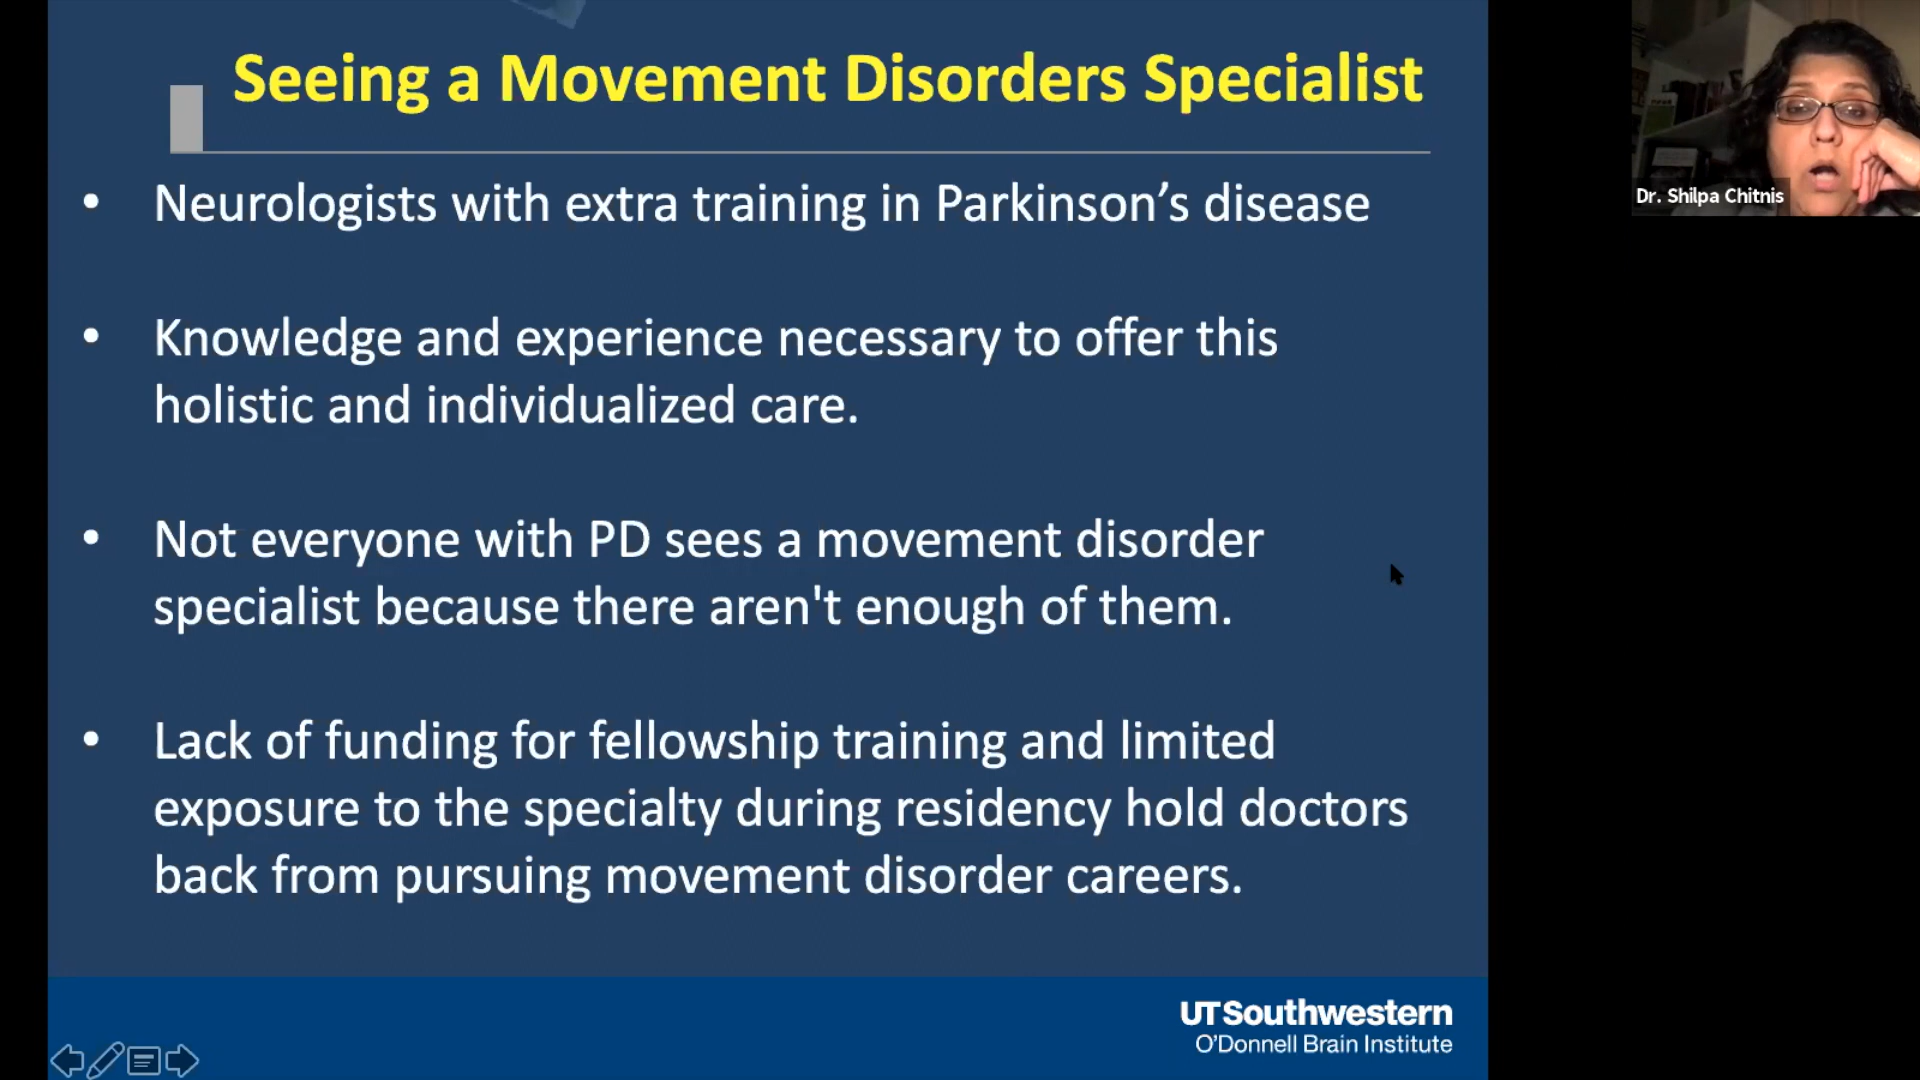 Seeing a Movement Disorders Specialist
• Neurologists with extra training in Parkinson’s disease
• Knowledge and experience necessary to offer this
holistic and individualized care.
• Not everyone with PD sees a movement disorder
specialist because there aren't enough of them.
• Lack of funding for fellowship training and limited
exposure to the specialty during residency hold doctors
back from pursuing movement disorder careers.
UTSouthwestern
O’Donnell Brain Institute
Dr. Shilpa Chitnis